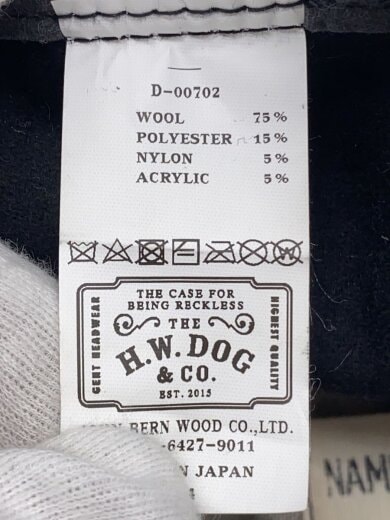 D-00702
WOOL 75%
POLYESTER 15%
NYLON 5%
ACRYLIC 5%
THE CASE FOR
BEING RECKLESS
GENT HEADWEAR
THE
H.W. DOG
& CO.
EST. 2015
HIGHEST QUALITY
BERN WOOD CO.,LTD.
-6427-9011
JAPAN